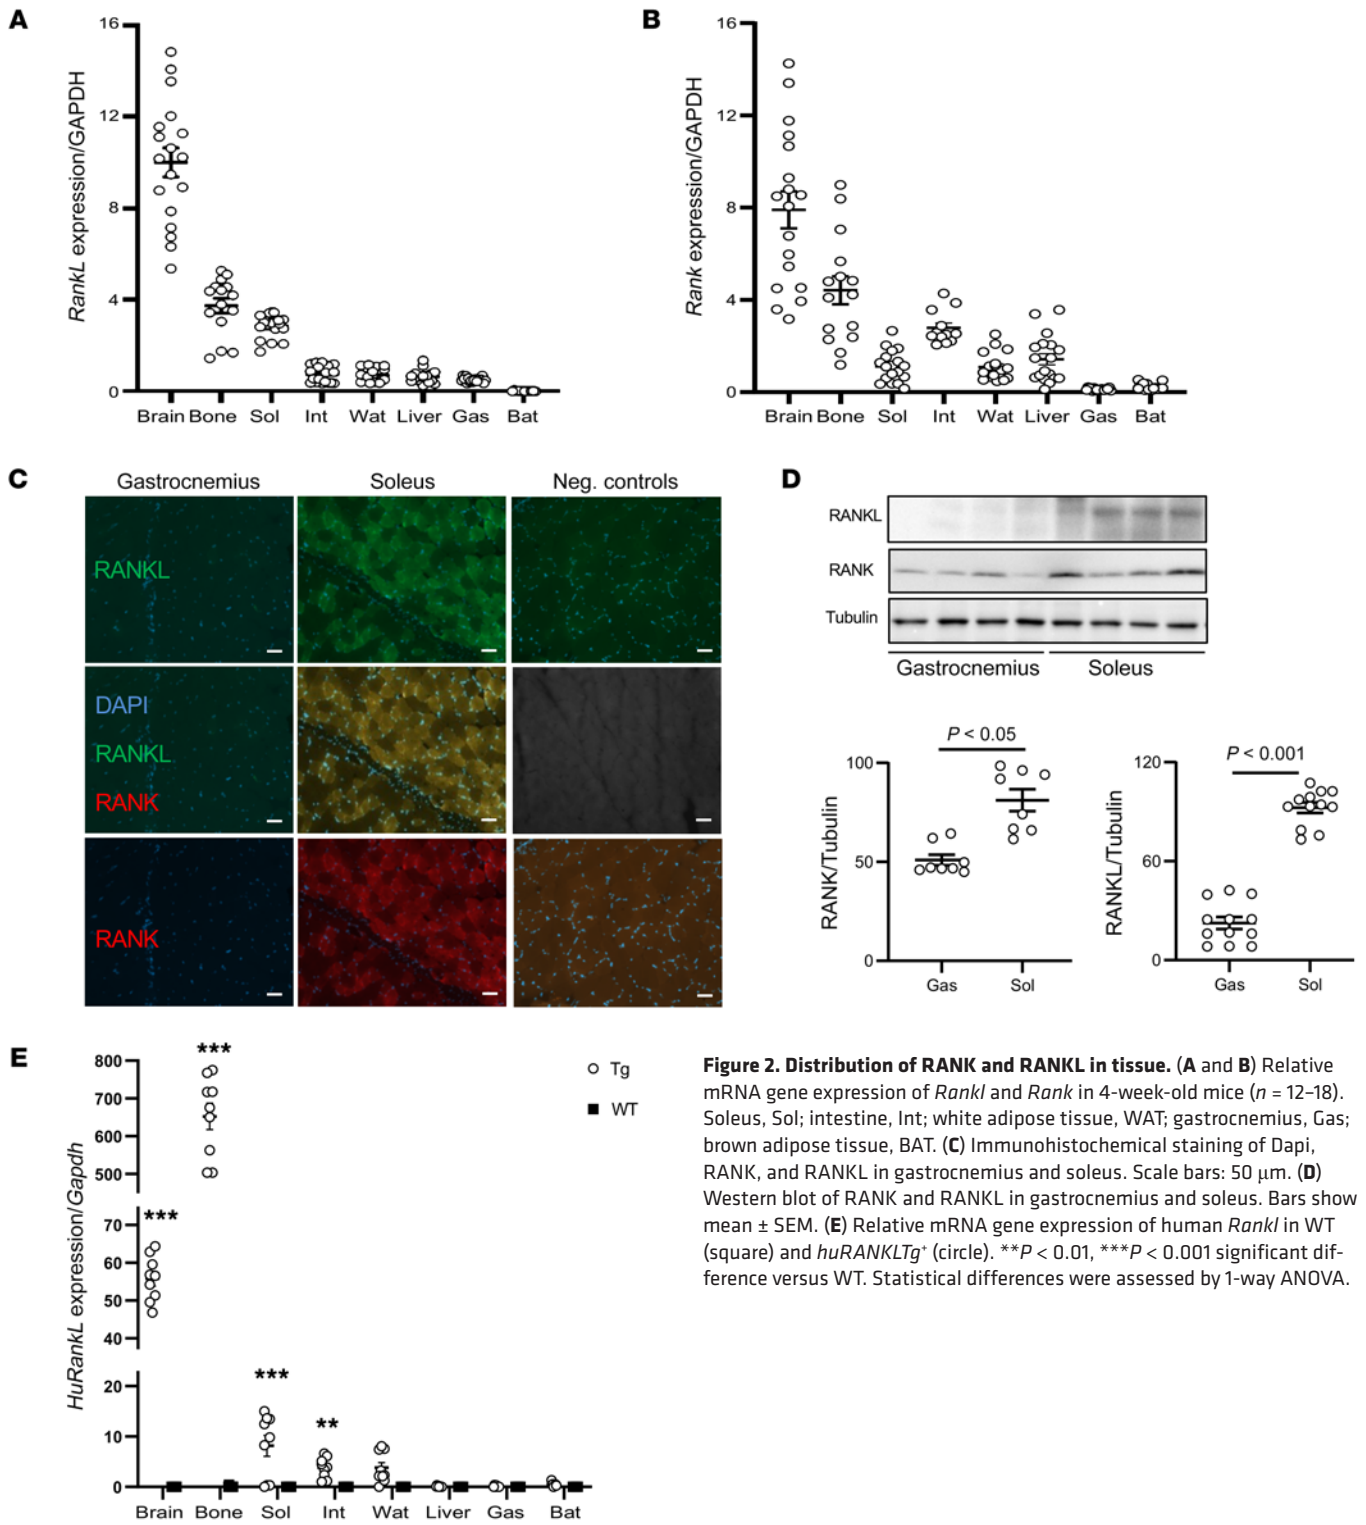 A
16
12
8
4
0
RankL expression/GAPDH
Brain Bone Sol Int Wat Liver Gas Bat
B
16
12
8
4
0
Rank expression/GAPDH
Brain Bone Sol Int Wat Liver Gas Bat
C
Gastrocnemius Soleus Neg. controls
RANKL
DAPI
RANKL
RANK
RANK
D
RANKL
RANK
Tubulin
Gastrocnemius Soleus
P < 0.05
100
50
0
RANK/Tubulin
Gas Sol
P < 0.001
120
60
0
RANKL/Tubulin
Gas Sol
E
800
700
600
500
70
60
50
40
20
10
0
HuRankL expression/Gapdh
***
***
***
**
Tg
WT
Brain Bone Sol Int Wat Liver Gas Bat
Figure 2. Distribution of RANK and RANKL in tissue. (A and B) Relative
mRNA gene expression of Rankl and Rank in 4-week-old mice (n = 12–18).
Soleus, Sol; intestine, Int; white adipose tissue, WAT; gastrocnemius, Gas;
brown adipose tissue, BAT. (C) Immunohistochemical staining of Dapi,
RANK, and RANKL in gastrocnemius and soleus. Scale bars: 50 μm. (D)
Western blot of RANK and RANKL in gastrocnemius and soleus. Bars show
mean ± SEM. (E) Relative mRNA gene expression of human Rankl in WT
(square) and huRANKLTg⁺ (circle). **P < 0.01, ***P < 0.001 significant dif-
ference versus WT. Statistical differences were assessed by 1-way ANOVA.